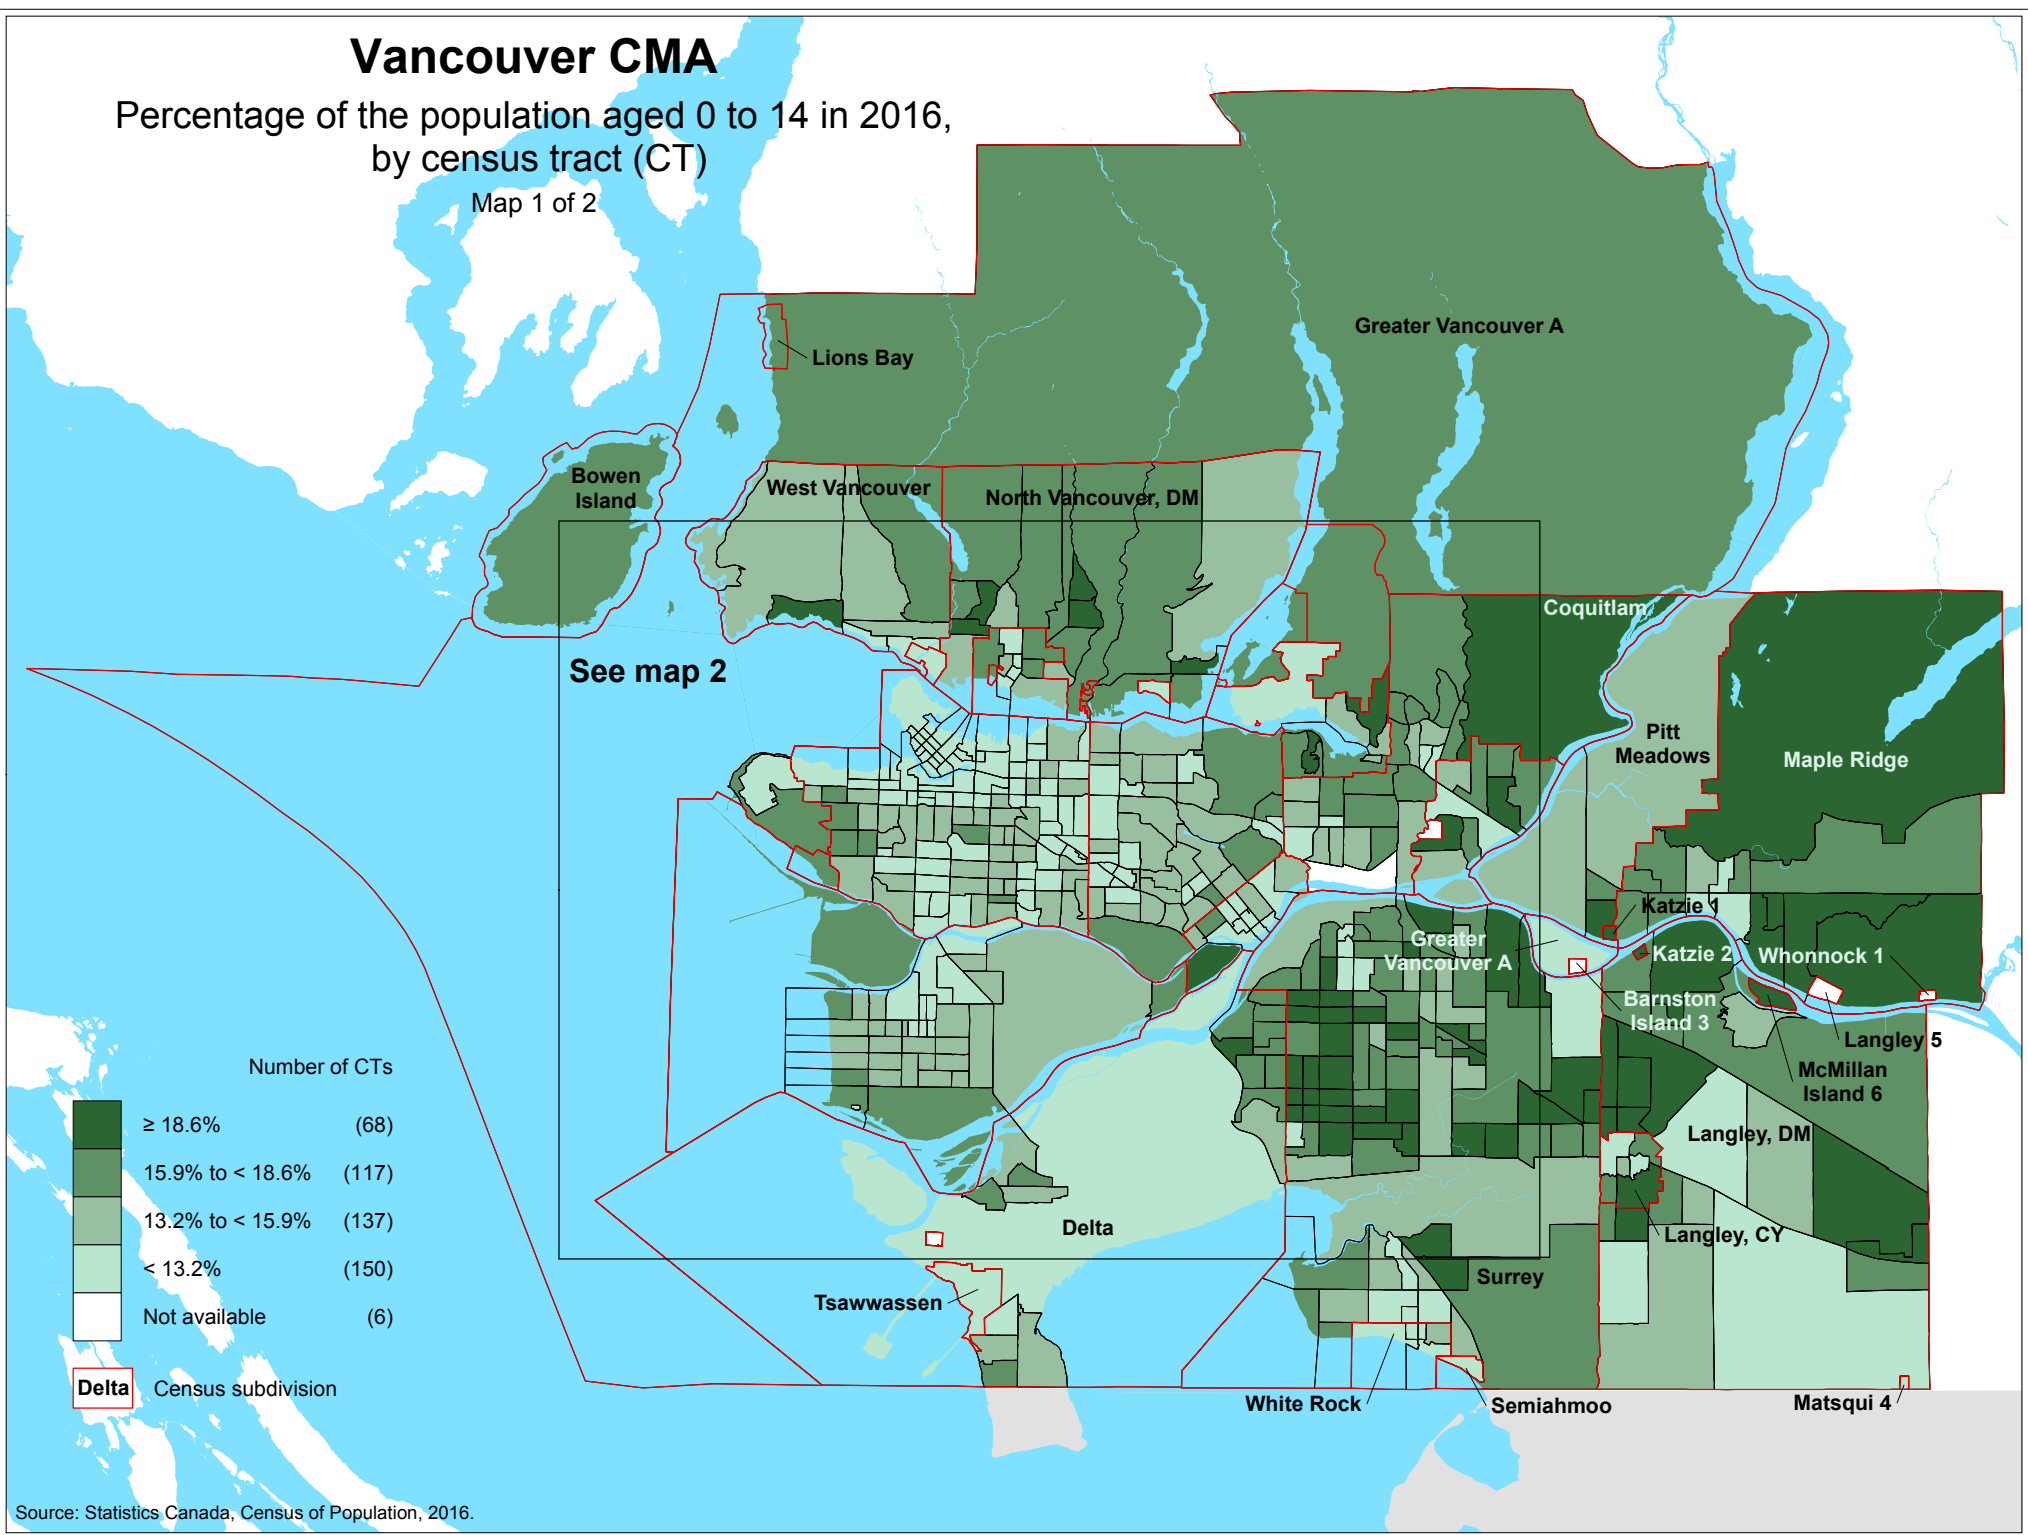 Vancouver CMA
Percentage of the population aged 0 to 14 in 2016,
by census tract (CT)
Map 1 of 2
Greater Vancouver A
Lions Bay
Bowen
Island
West Vancouver
North Vancouver, DM
See map 2
Coquitlam
Pitt
Meadows
Maple Ridge
Katzie 1
Greater
Vancouver A
Katzie 2
Whonnock 1
Barnston
Island 3
Langley 5
McMillan
Island 6
Langley, DM
Delta
Langley, CY
Surrey
Tsawwassen
White Rock
Semiahmoo
Matsqui 4
Number of CTs
≥ 18.6% (68)
15.9% to < 18.6% (117)
13.2% to < 15.9% (137)
< 13.2% (150)
Not available (6)
Delta Census subdivision
Source: Statistics Canada, Census of Population, 2016.